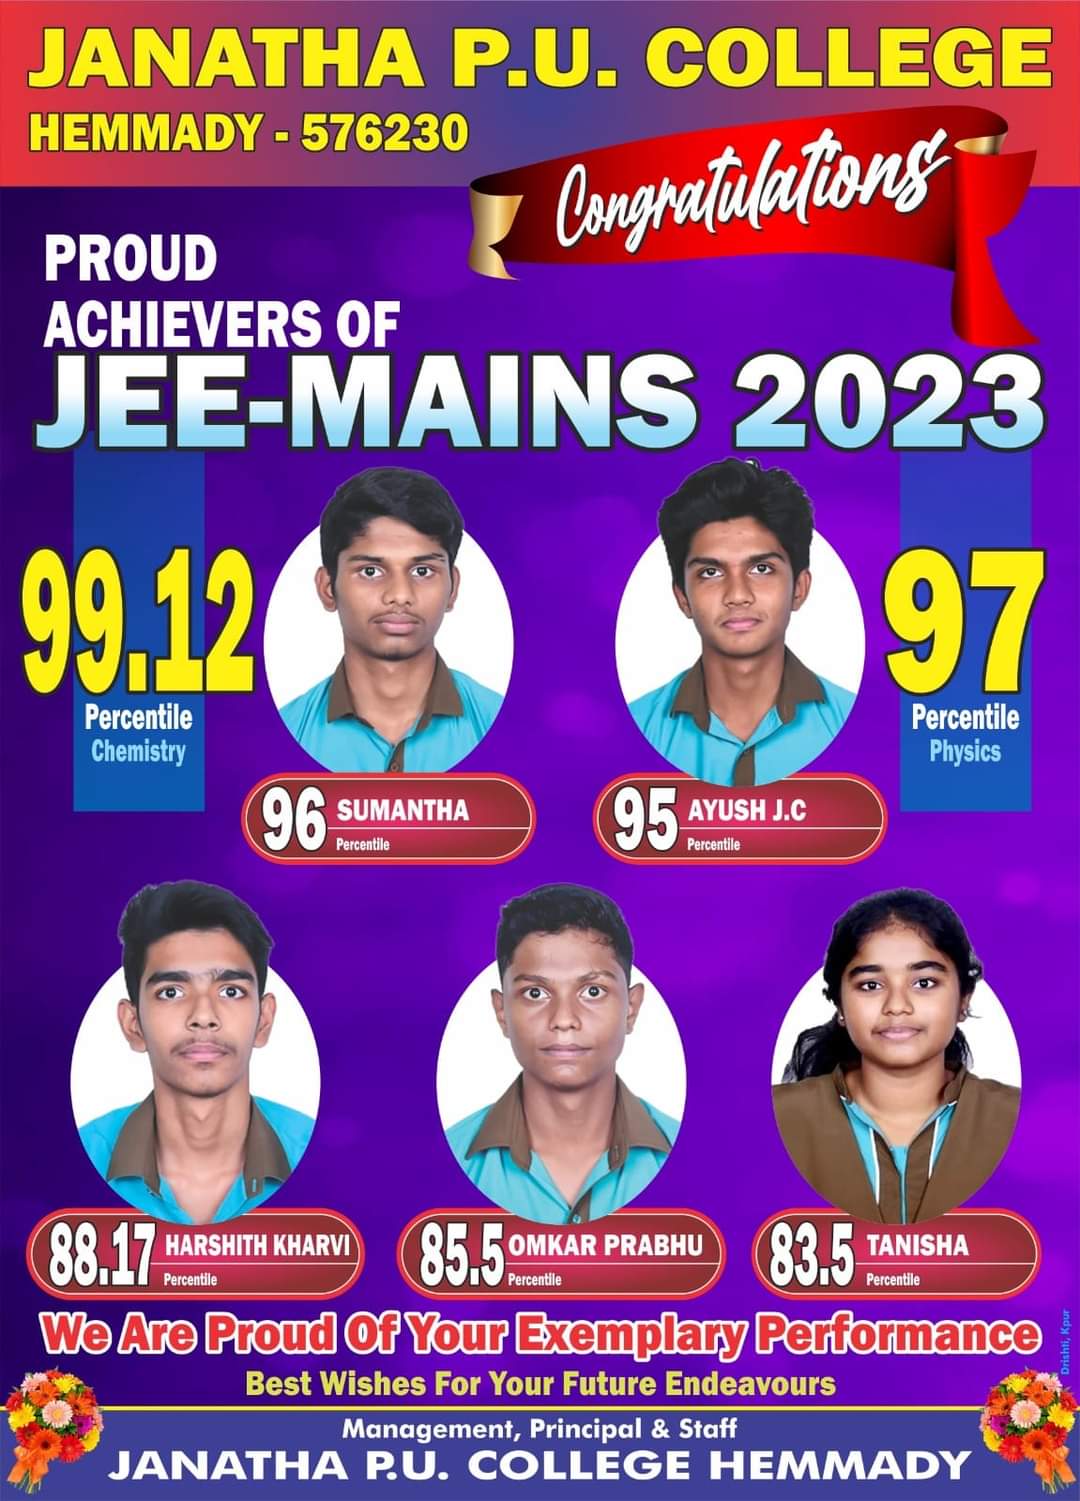 JANATHA P.U. COLLEGE
HEMMADY - 576230
Congratulations
PROUD
ACHIEVERS OF
JEE-MAINS 2023
99.12
Percentile
Chemistry
97
Percentile
Physics
96 SUMANTHA
Percentile
95 AYUSH J.C
Percentile
88.17 HARSHITH KHARVI
Percentile
85.5 OMKAR PRABHU
Percentile
83.5 TANISHA
Percentile
We Are Proud Of Your Exemplary Performance
Drishti, Kpur
Best Wishes For Your Future Endeavours
Management, Principal & Staff
JANATHA P.U. COLLEGE HEMMADY